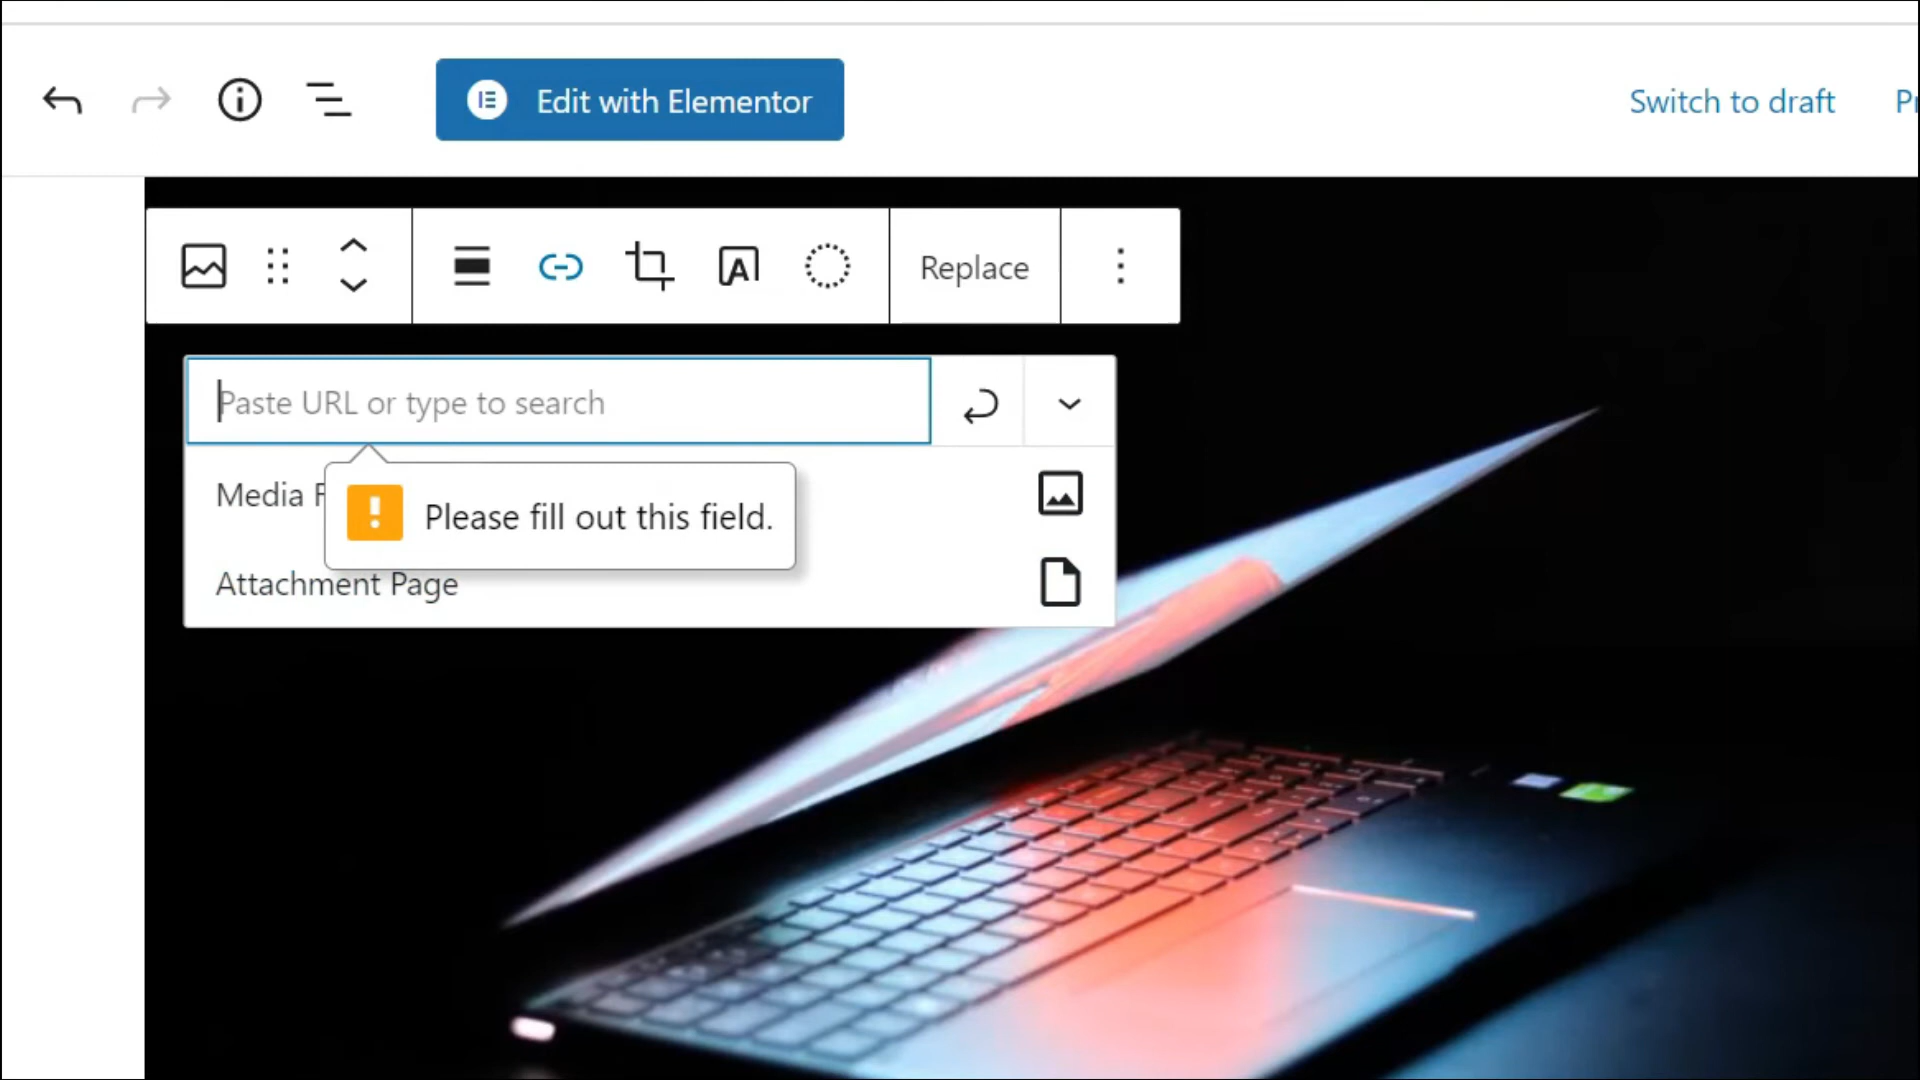 Edit with Elementor
Switch to draft
Replace
Paste URL or type to search
Media
Please fill out this field.
Attachment Page